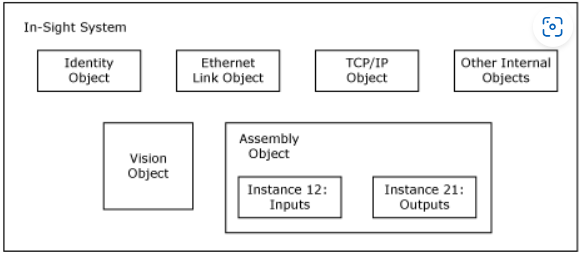 In-Sight System
Identity
Object
Ethernet
Link Object
TCP/IP
Object
Other Internal
Objects
Vision
Object
Assembly
Object
Instance 12:
Inputs
Instance 21:
Outputs